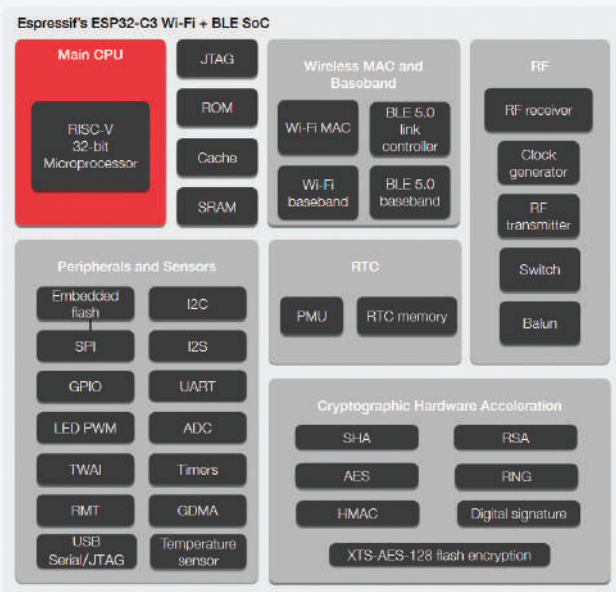 Espressif's ESP32-C3 Wi-Fi + BLE SoC
Main CPU
RISC-V
32-bit
Microprocessor
JTAG
ROM
Cache
SRAM
Wireless MAC and
Baseband
Wi-Fi MAC
BLE 5.0
link
controller
Wi-Fi
baseband
BLE 5.0
baseband
RF
RF receiver
Clock
generator
RF
transmitter
Switch
Balun
Peripherals and Sensors
Embedded
flash
I2C
SPI
I2S
GPIO
UART
LED PWM
ADC
TWAI
Timers
RMT
GDMA
USB
Serial/JTAG
Temperature
sensor
RTC
PMU
RTC memory
Cryptographic Hardware Acceleration
SHA
RSA
AES
RNG
HMAC
Digital signature
XTS-AES-128 flash encryption